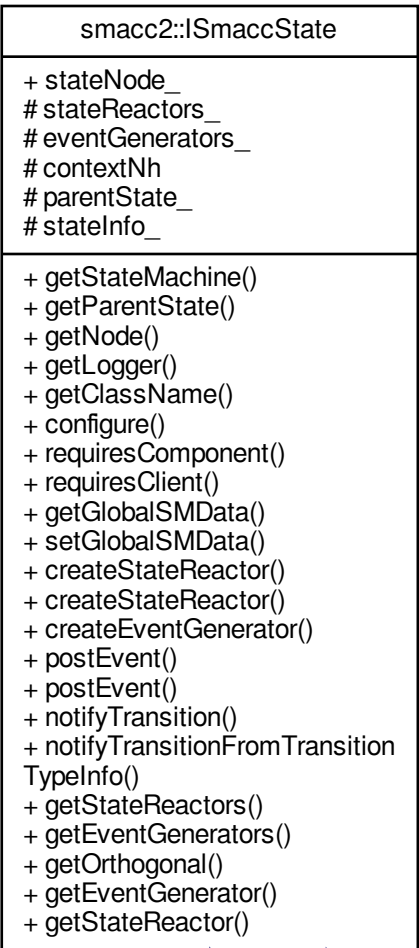 smacc2::ISmaccState
+ stateNode_
# stateReactors_
# eventGenerators_
# contextNh
# parentState_
# stateInfo_
+ getStateMachine()
+ getParentState()
+ getNode()
+ getLogger()
+ getClassName()
+ configure()
+ requiresComponent()
+ requiresClient()
+ getGlobalSMData()
+ setGlobalSMData()
+ createStateReactor()
+ createStateReactor()
+ createEventGenerator()
+ postEvent()
+ postEvent()
+ notifyTransition()
+ notifyTransitionFromTransition
TypeInfo()
+ getStateReactors()
+ getEventGenerators()
+ getOrthogonal()
+ getEventGenerator()
+ getStateReactor()